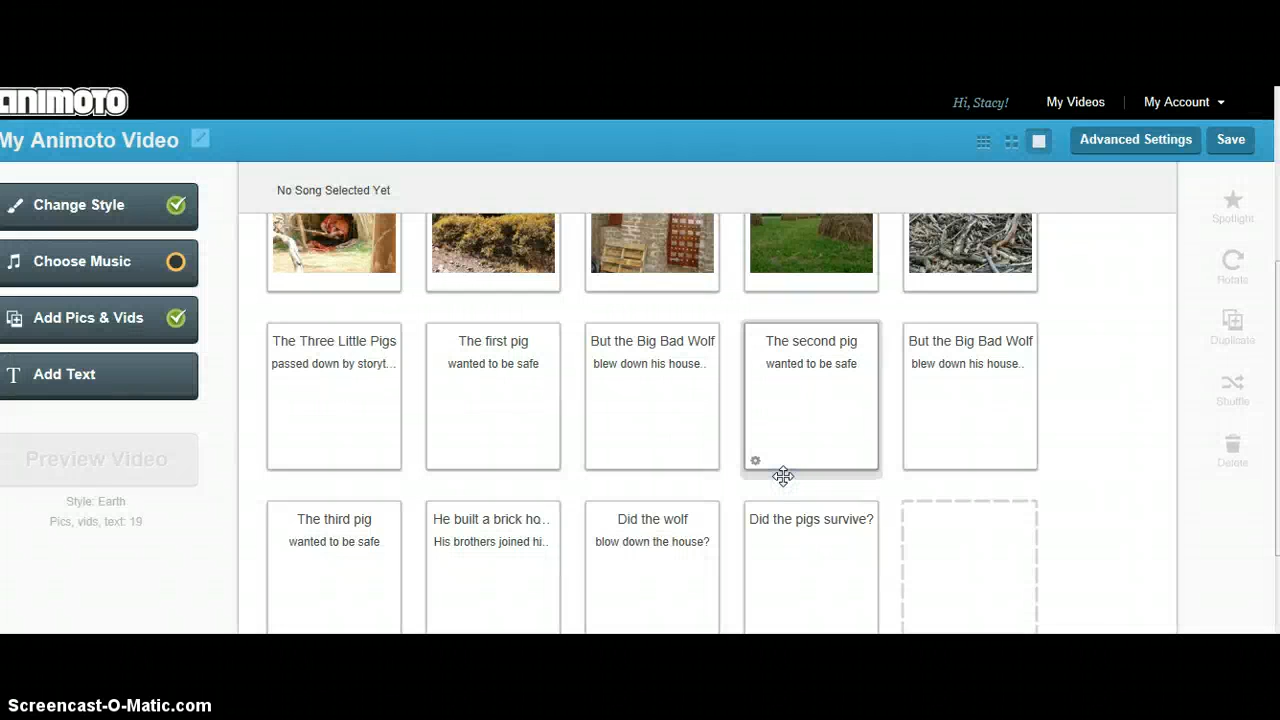 ANIMOTO
Hi, Stacy!
My Videos
My Account
My Animoto Video
Advanced Settings
Save
Change Style
Choose Music
Add Pics & Vids
T Add Text
Preview Video
Style: Earth
Pics, vids, text: 19
No Song Selected Yet
The Three Little Pigs
passed down by storyt...
The first pig
wanted to be safe
But the Big Bad Wolf
blew down his house..
The second pig
wanted to be safe
But the Big Bad Wolf
blew down his house..
The third pig
wanted to be safe
He built a brick ho...
His brothers joined hi..
Did the wolf
blow down the house?
Did the pigs survive?
Spotlight
Rotate
Duplicate
Shuffle
Delete
Screencast-O-Matic.com